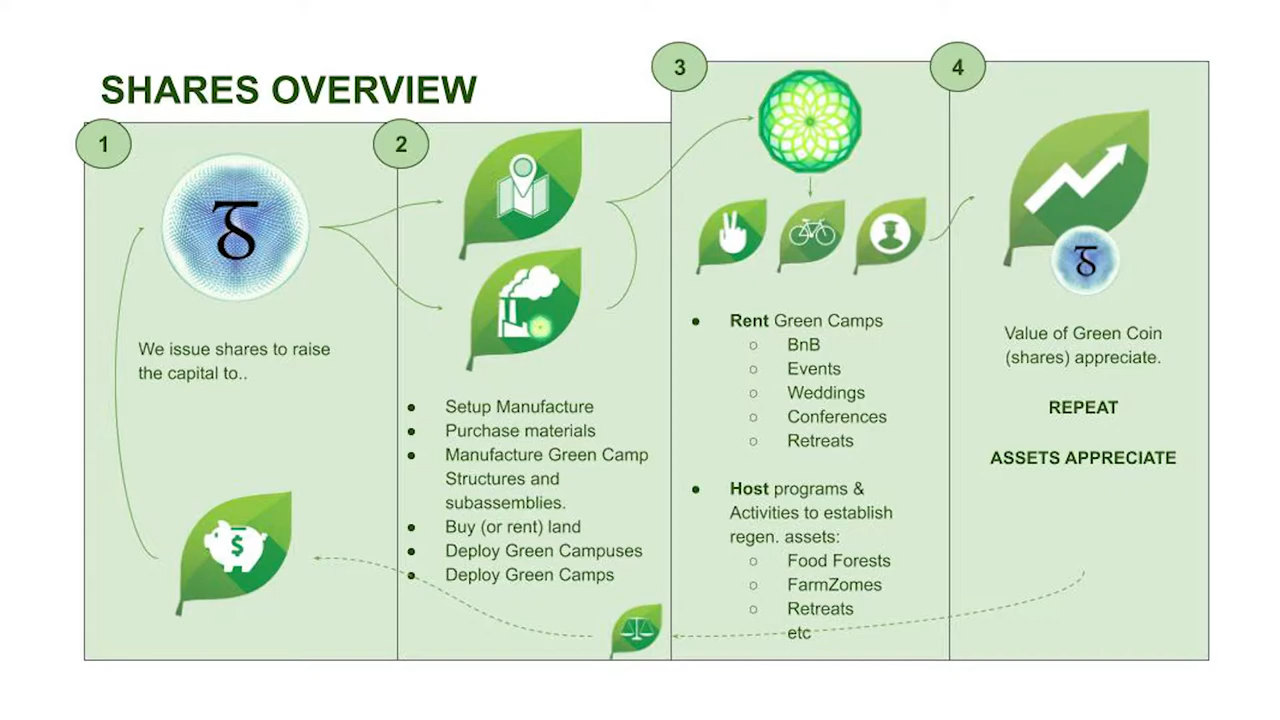 SHARES OVERVIEW
1
We issue shares to raise
the capital to..
$
2
● Setup Manufacture
● Purchase materials
● Manufacture Green Camp
Structures and
subassemblies.
● Buy (or rent) land
● Deploy Green Campuses
● Deploy Green Camps
3
● Rent Green Camps
○ BnB
○ Events
○ Weddings
○ Conferences
○ Retreats
● Host programs &
Activities to establish
regen. assets:
○ Food Forests
○ FarmZomes
○ Retreats
etc
4
Value of Green Coin
(shares) appreciate.
REPEAT
ASSETS APPRECIATE